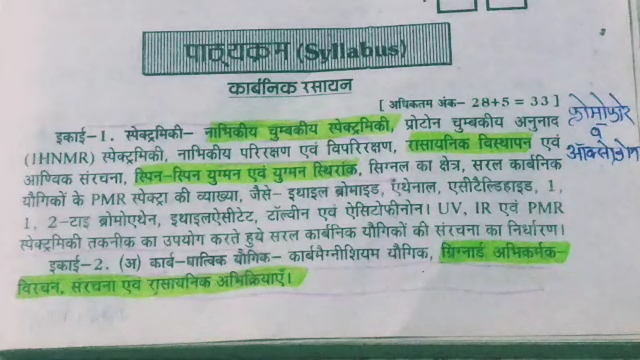 पाठ्यक्रम (Syllabus)
कार्बनिक रसायन
[ अधिकतम अंक– 28+5 = 33 ]
इकाई–1. स्पेक्ट्रमिकी– नाभिकीय चुम्बकीय स्पेक्ट्रमिकी, प्रोटोन चुम्बकीय अनुनाद
(1HNMR) स्पेक्ट्रमिकी, नाभिकीय परिरक्षण एवं विपरिरक्षण, रासायनिक विस्थापन एवं
आण्विक संरचना, स्पिन–स्पिन युग्मन एवं युग्मन स्थिरांक, सिग्नल का क्षेत्र, सरल कार्बनिक
यौगिकों के PMR स्पेक्ट्रा की व्याख्या, जैसे– इथाइल ब्रोमाइड, एथेनाल, एसीटैल्डिहाइड, 1,
1, 2-टाइ ब्रोमोएथेन, इथाइलऐसीटेट, टॉल्वीन एवं ऐसिटोफीनोन। UV, IR एवं PMR
स्पेक्ट्रमिकी तकनीक का उपयोग करते हुये सरल कार्बनिक यौगिकों की संरचना का निर्धारण।
इकाई–2. (अ) कार्ब–धात्विक यौगिक– कार्बमैग्नीशियम यौगिक, ग्रिग्नार्ड अभिकर्मक–
विरचन, संरचना एवं रासायनिक अभिक्रियाएँ।
क्रोमोफोर
व